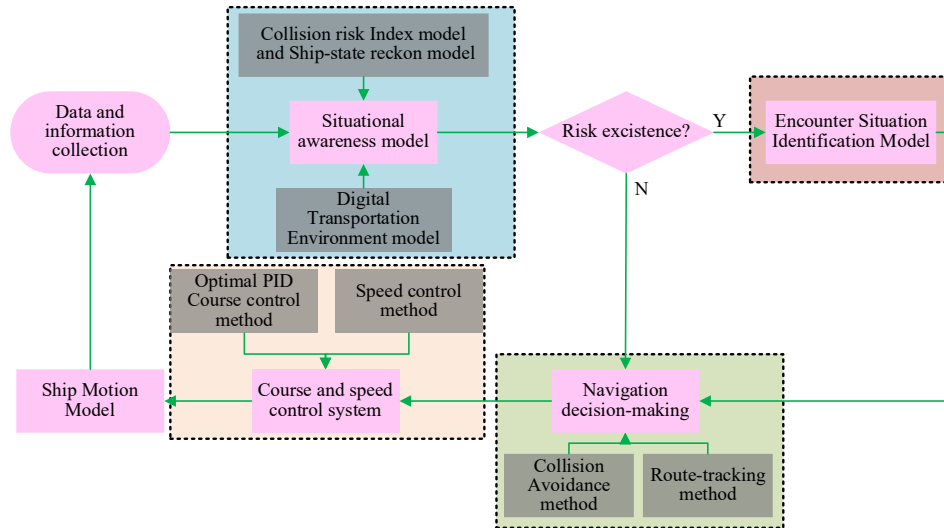 Collision risk Index model
and Ship-state reckon model
Data and
information
collection
Situational
awareness model
Risk excistence?
Y
Encounter Situation
Identification Model
N
Digital
Transportation
Environment model
Optimal PID
Course control
method
Speed control
method
Ship Motion
Model
Course and speed
control system
Navigation
decision-making
Collision
Avoidance
method
Route-tracking
method